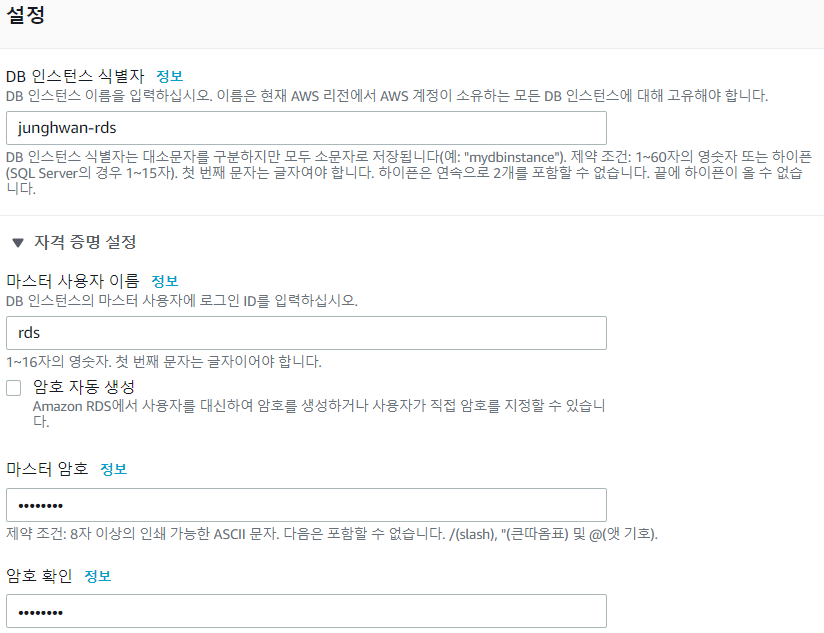 설정
DB 인스턴스 식별자 정보
DB 인스턴스 이름을 입력하십시오. 이름은 현재 AWS 리전에서 AWS 계정이 소유하는 모든 DB 인스턴스에 대해 고유해야 합니다.
junghwan-rds
DB 인스턴스 식별자는 대소문자를 구분하지만 모두 소문자로 저장됩니다(예: "mydbinstance"). 제약 조건: 1~60자의 영숫자 또는 하이픈
(SQL Server의 경우 1~15자). 첫 번째 문자는 글자여야 합니다. 하이픈은 연속으로 2개를 포함할 수 없습니다. 끝에 하이픈이 올 수 없습
니다.
▼ 자격 증명 설정
마스터 사용자 이름 정보
DB 인스턴스의 마스터 사용자에 로그인 ID를 입력하십시오.
rds
1~16자의 영숫자. 첫 번째 문자는 글자이어야 합니다.
암호 자동 생성
Amazon RDS에서 사용자를 대신하여 암호를 생성하거나 사용자가 직접 암호를 지정할 수 있습니
다.
마스터 암호 정보
••••••••
제약 조건: 8자 이상의 인쇄 가능한 ASCII 문자. 다음은 포함할 수 없습니다. /(slash), "(큰따옴표) 및 @(앳 기호).
암호 확인 정보
••••••••